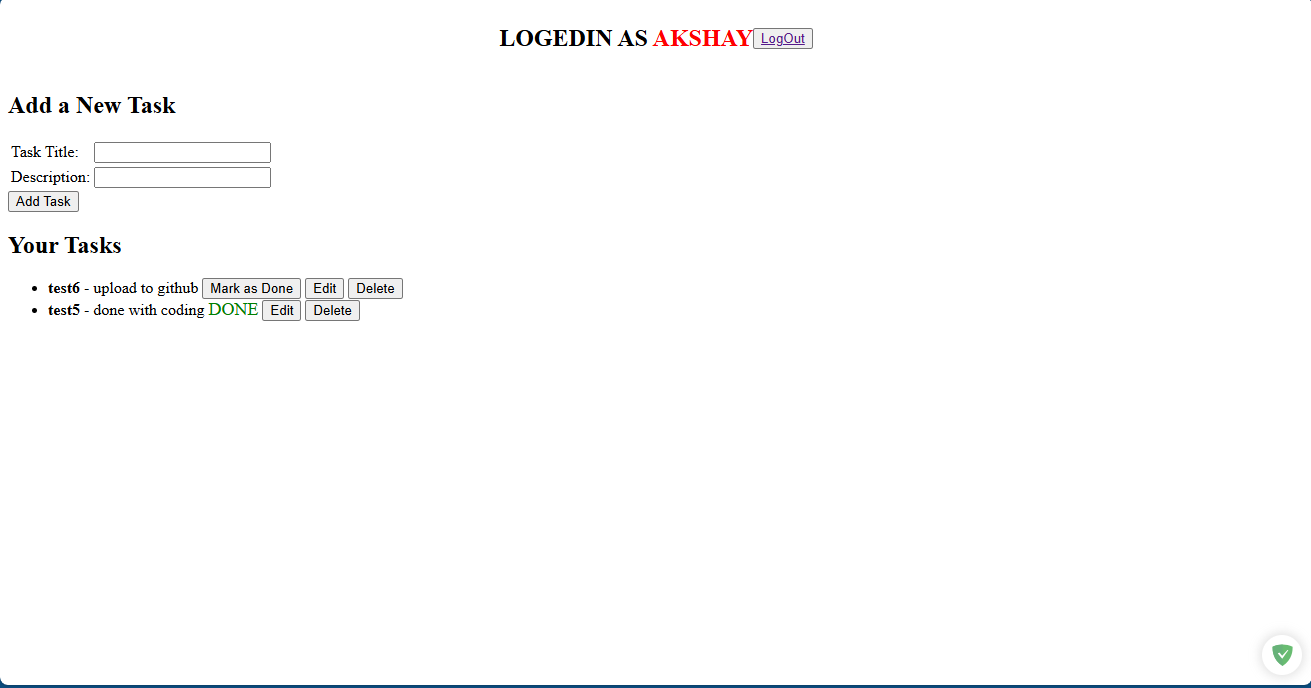 LOGEDIN AS AKSHAY LogOut
Add a New Task
Task Title:
Description:
Add Task
Your Tasks
test6 - upload to github Mark as Done Edit Delete
test5 - done with coding DONE Edit Delete